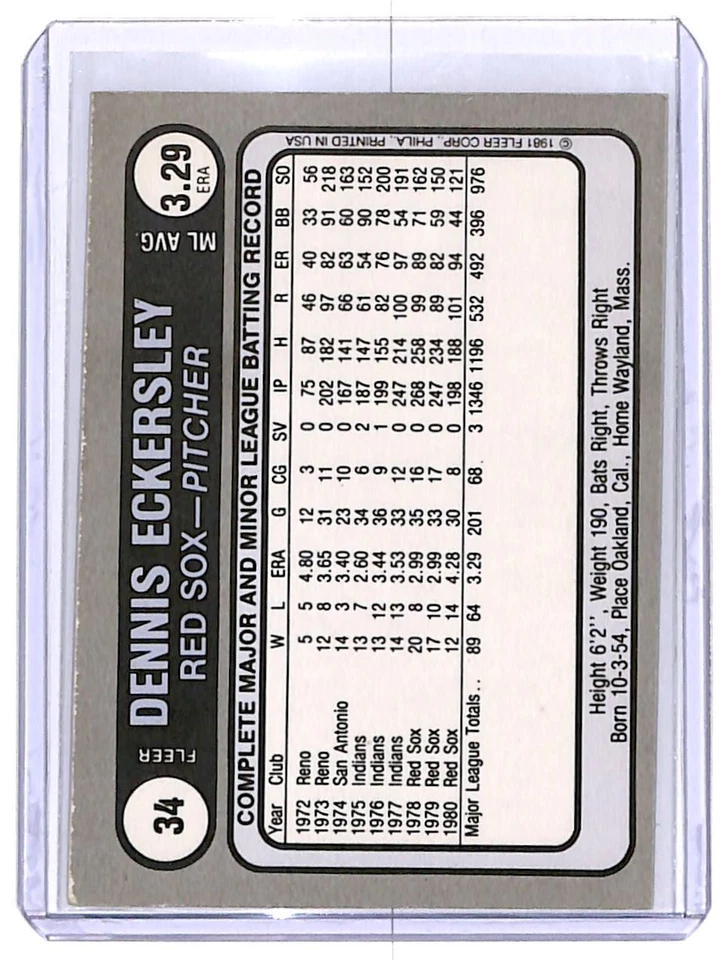 34
FLEER
DENNIS ECKERSLEY
RED SOX—PITCHER
ML AVG.
3.29
ERA
COMPLETE MAJOR AND MINOR LEAGUE BATTING RECORD
Year Club W L ERA G CG SV IP H R ER BB SO
1972 Reno 5 5 4.80 12 3 0 75 87 46 40 33 56
1973 Reno 12 8 3.65 31 11 0 202 182 97 82 91 218
1974 San Antonio 14 3 3.40 23 10 0 167 141 66 63 60 163
1975 Indians 13 7 2.60 34 6 2 187 147 61 54 90 152
1976 Indians 13 12 3.44 36 9 1 199 155 82 76 78 200
1977 Indians 14 13 3.53 33 12 0 247 214 100 97 54 191
1978 Red Sox 20 8 2.99 35 16 0 268 258 99 89 71 162
1979 Red Sox 17 10 2.99 33 17 0 247 234 89 82 59 150
1980 Red Sox 12 14 4.28 30 8 0 198 188 101 94 44 121
Major League Totals . . 89 64 3.29 201 68 3 1346 1196 532 492 396 976
Height 6'2'', Weight 190, Bats Right, Throws Right
Born 10-3-54, Place Oakland, Cal., Home Wayland, Mass.
© 1981 FLEER CORP., PHILA., PRINTED IN USA